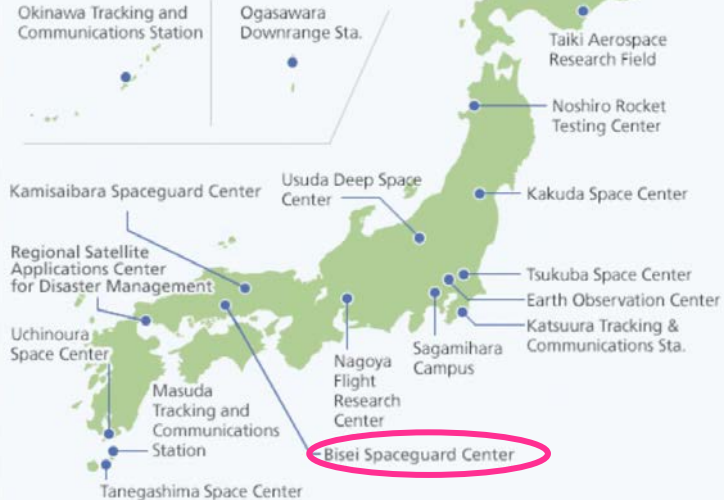 Okinawa Tracking and
Communications Station
Ogasawara
Downrange Sta.
Taiki Aerospace
Research Field
Noshiro Rocket
Testing Center
Kamisaibara Spaceguard Center
Usuda Deep Space
Center
Kakuda Space Center
Regional Satellite
Applications Center
for Disaster Management
Tsukuba Space Center
Earth Observation Center
Katsuura Tracking &
Communications Sta.
Uchinoura
Space Center
Sagamihara
Campus
Nagoya
Flight
Research
Center
Masuda
Tracking and
Communications
Station
Bisei Spaceguard Center
Tanegashima Space Center